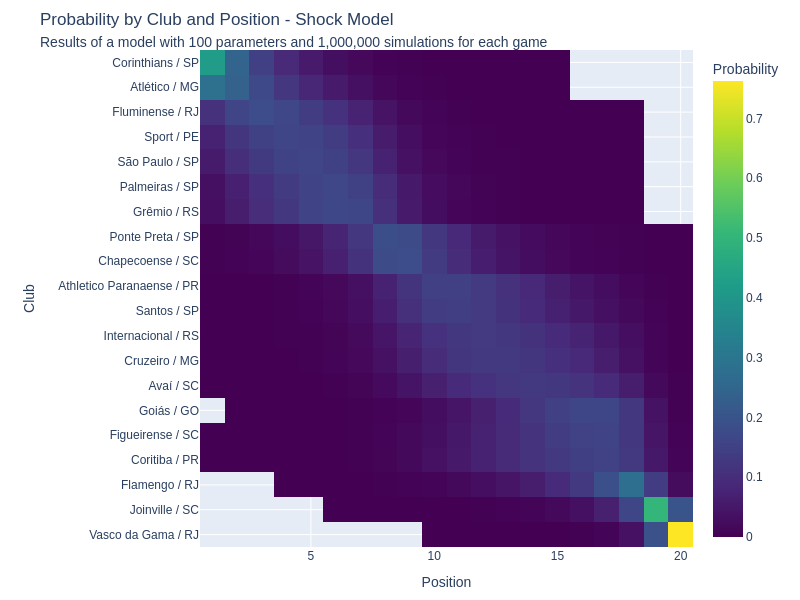 Probability by Club and Position - Shock Model
Results of a model with 100 parameters and 1,000,000 simulations for each game
Probability
Corinthians / SP
Atlético / MG
Fluminense / RJ
Sport / PE
São Paulo / SP
Palmeiras / SP
Grêmio / RS
Ponte Preta / SP
Chapecoense / SC
Athletico Paranaense / PR
Santos / SP
Internacional / RS
Cruzeiro / MG
Avaí / SC
Goiás / GO
Figueirense / SC
Coritiba / PR
Flamengo / RJ
Joinville / SC
Vasco da Gama / RJ
Club
5 10 15 20
Position
0.7
0.6
0.5
0.4
0.3
0.2
0.1
0